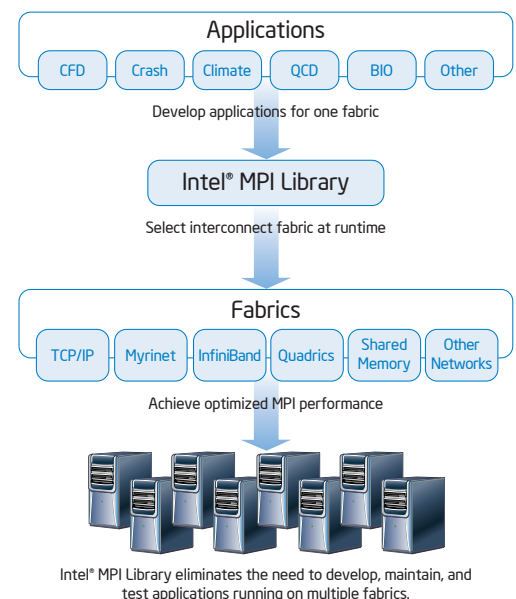 Applications
CFD
Crash
Climate
QCD
BIO
Other
Develop applications for one fabric
Intel® MPI Library
Select interconnect fabric at runtime
Fabrics
TCP/IP
Myrinet
InfiniBand
Quadrics
Shared
Memory
Other
Networks
Achieve optimized MPI performance
Intel® MPI Library eliminates the need to develop, maintain, and
test applications running on multiple fabrics.